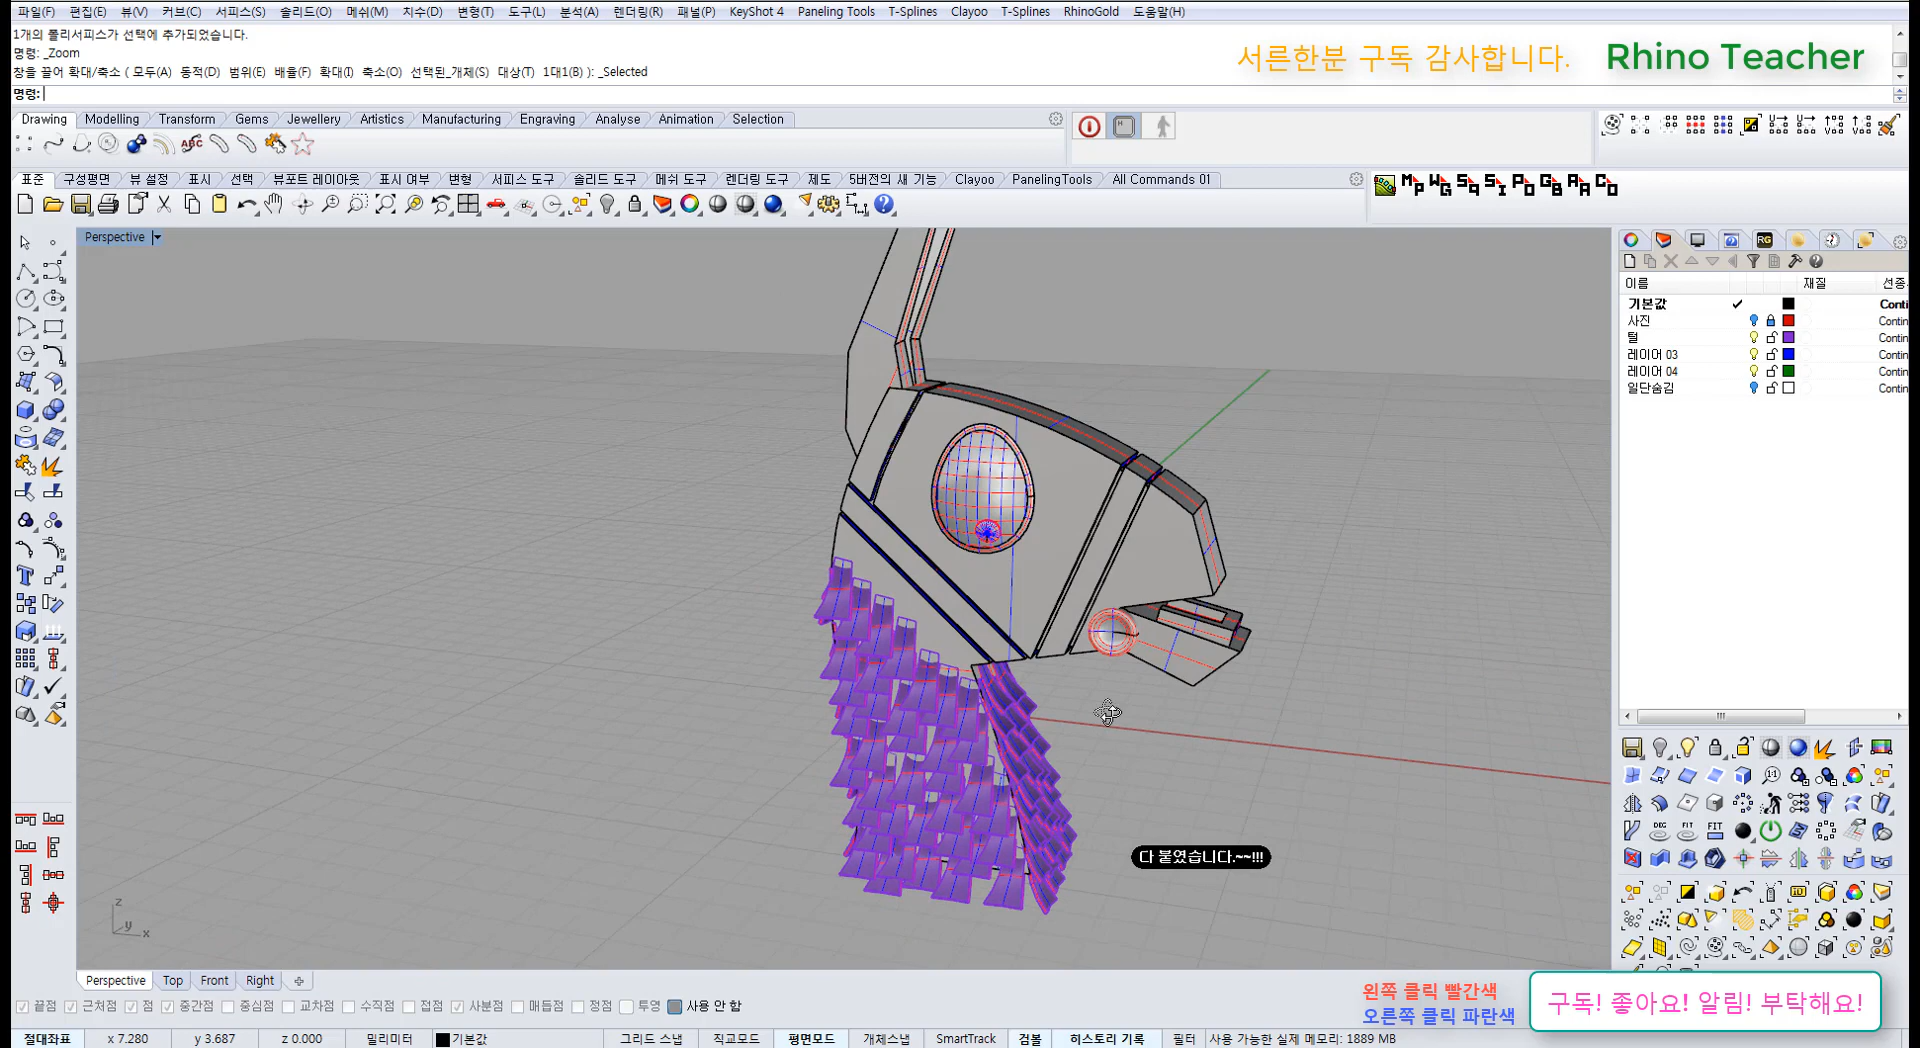 파일(F) 편집(E) 뷰(V) 커브(C) 서피스(S) 솔리드(O) 메쉬(M) 치수(D) 변형(T) 도구(L) 분석(A) 렌더링(R) 패널(P) KeyShot 4 Paneling Tools T-Splines Clayoo T-Splines RhinoGold 도움말(H)
1개의 폴리서피스가 선택에 추가되었습니다.
명령: _Zoom
창을 끌어 확대/축소 ( 모두(A) 동적(D) 범위(E) 배율(F) 확대(I) 축소(O) 선택된_개체(S) 대상(T) 1대1(B) ): _Selected
명령:
서른한분 구독 감사합니다. Rhino Teacher
Drawing Modelling Transform Gems Jewellery Artistics Manufacturing Engraving Analyse Animation Selection
표준 구성평면 뷰 설정 표시 선택 뷰포트 레이아웃 표시 여부 변형 서피스 도구 솔리드 도구 메쉬 도구 렌더링 도구 제도 5버전의 새 기능 Clayoo PanelingTools All Commands 01
Perspective
이름 재질 선종
기본값 Conti
사진 Contin
털 Contin
레이어 03 Contin
레이어 04 Contin
일단숨김 Contin
다 붙였습니다.~~!!!
z
y
x
Perspective Top Front Right
끝점 근처점 점 중간점 중심점 교차점 수직점 접점 사분점 매듭점 정점 투영 사용 안 함
왼쪽 클릭 빨간색
오른쪽 클릭 파란색
구독! 좋아요! 알림! 부탁해요!
절대좌표 x 7.280 y 3.687 z 0.000 밀리미터 기본값 그리드 스냅 직교모드 평면모드 개체스냅 SmartTrack 검볼 히스토리 기록 필터 사용 가능한 실제 메모리: 1889 MB